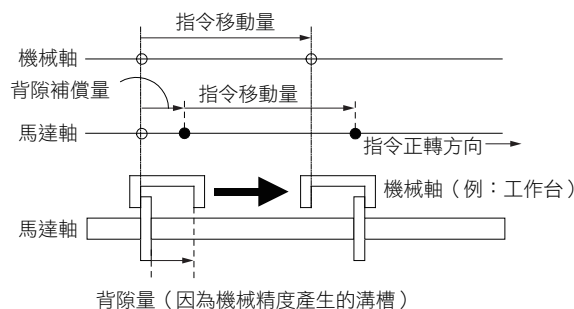 指令移動量
機械軸
背隙補償量
指令移動量
馬達軸
指令正轉方向
機械軸（例：工作台）
馬達軸
背隙量（因為機械精度產生的溝槽）